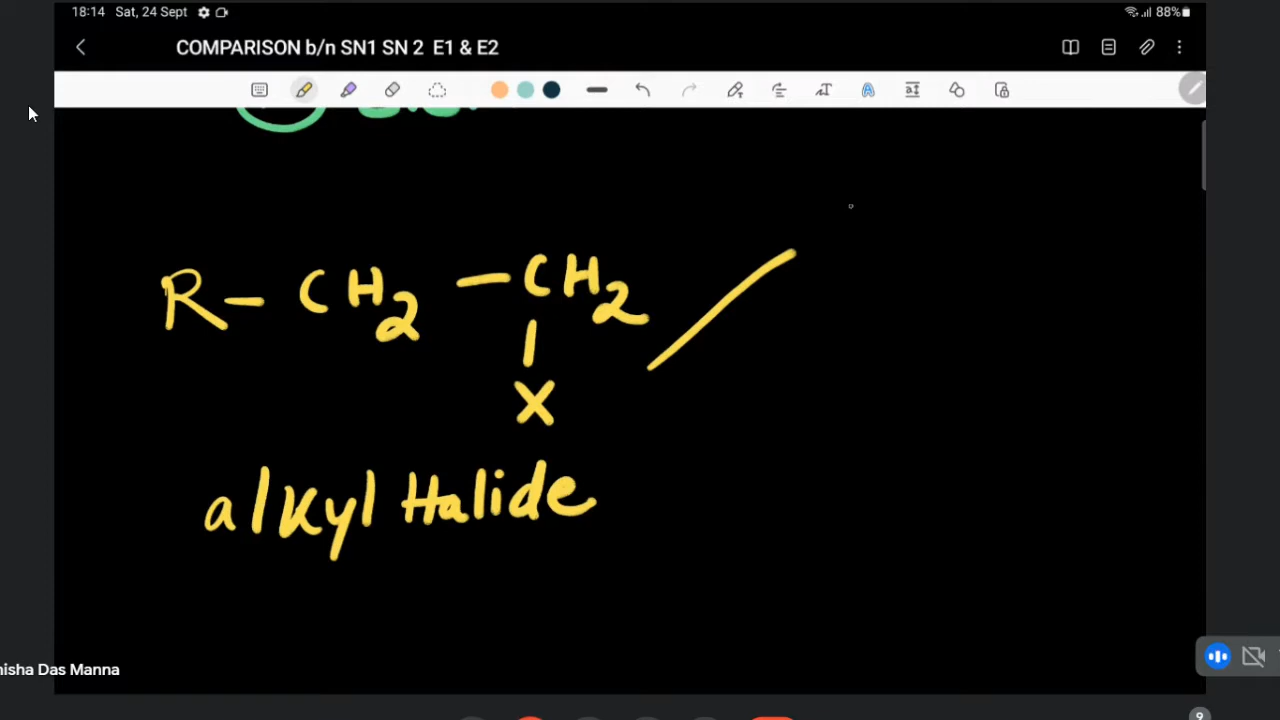 18:14 Sat, 24 Sept 88%
COMPARISON b/n SN1 SN 2 E1 & E2
R - CH2 - CH2
X
alkyl Halide
nisha Das Manna
9